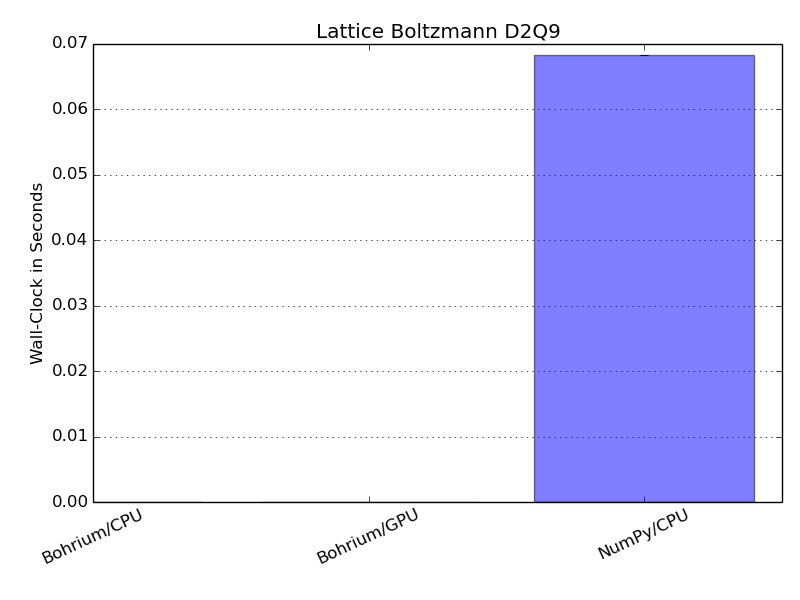 Lattice Boltzmann D2Q9
0.07
0.06
0.05
0.04
0.03
0.02
0.01
0.00
Wall-Clock in Seconds
Bohrium/CPU
Bohrium/GPU
NumPy/CPU